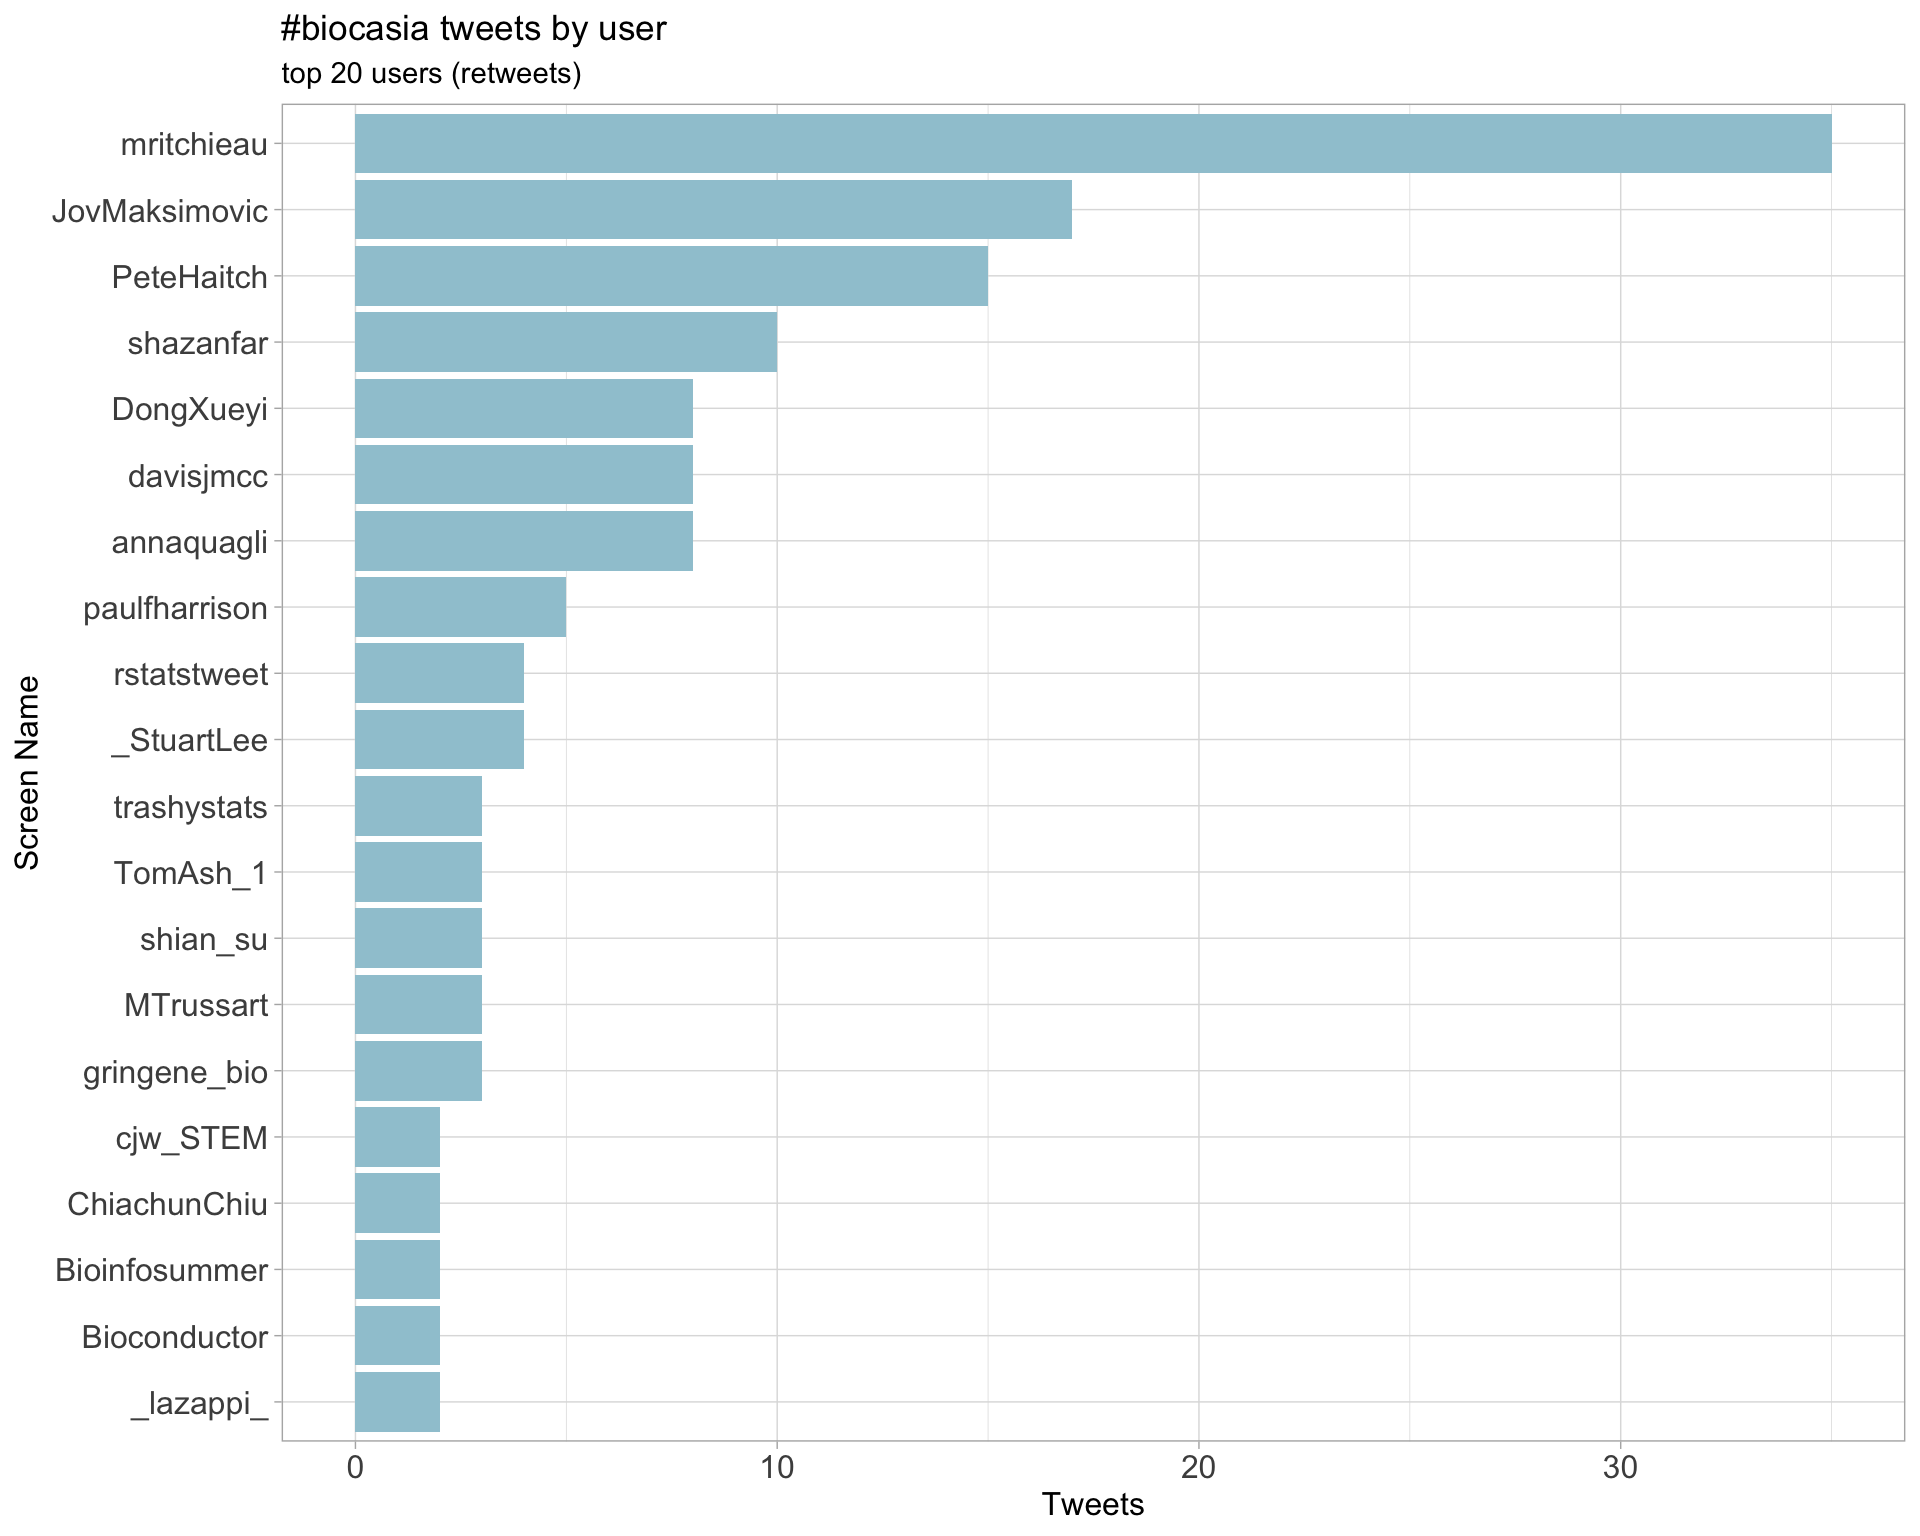 #biocasia tweets by user
top 20 users (retweets)
mritchieau
JovMaksimovic
PeteHaitch
shazanfar
DongXueyi
davisjmcc
annaquagli
paulfharrison
rstatstweet
_StuartLee
trashystats
TomAsh_1
shian_su
MTrussart
gringene_bio
cjw_STEM
ChiachunChiu
Bioinfosummer
Bioconductor
_lazappi_
Screen Name
0 10 20 30
Tweets